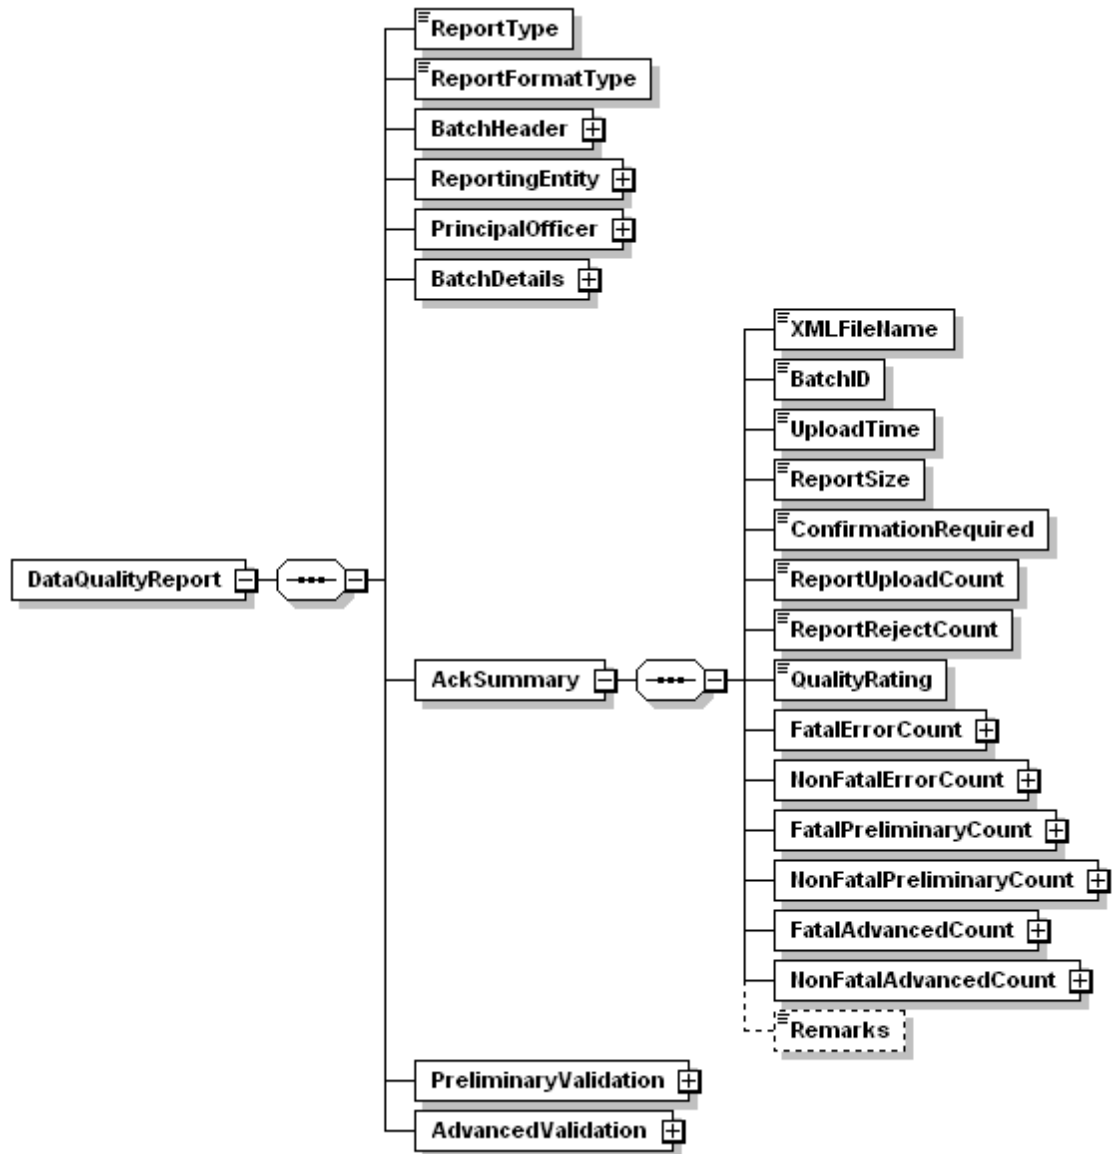 ReportType
ReportFormatType
BatchHeader
ReportingEntity
PrincipalOfficer
BatchDetails
XMLFileName
BatchID
UploadTime
ReportSize
ConfirmationRequired
DataQualityReport
ReportUploadCount
ReportRejectCount
AckSummary
QualityRating
FatalErrorCount
NonFatalErrorCount
FatalPreliminaryCount
NonFatalPreliminaryCount
FatalAdvancedCount
NonFatalAdvancedCount
Remarks
PreliminaryValidation
AdvancedValidation